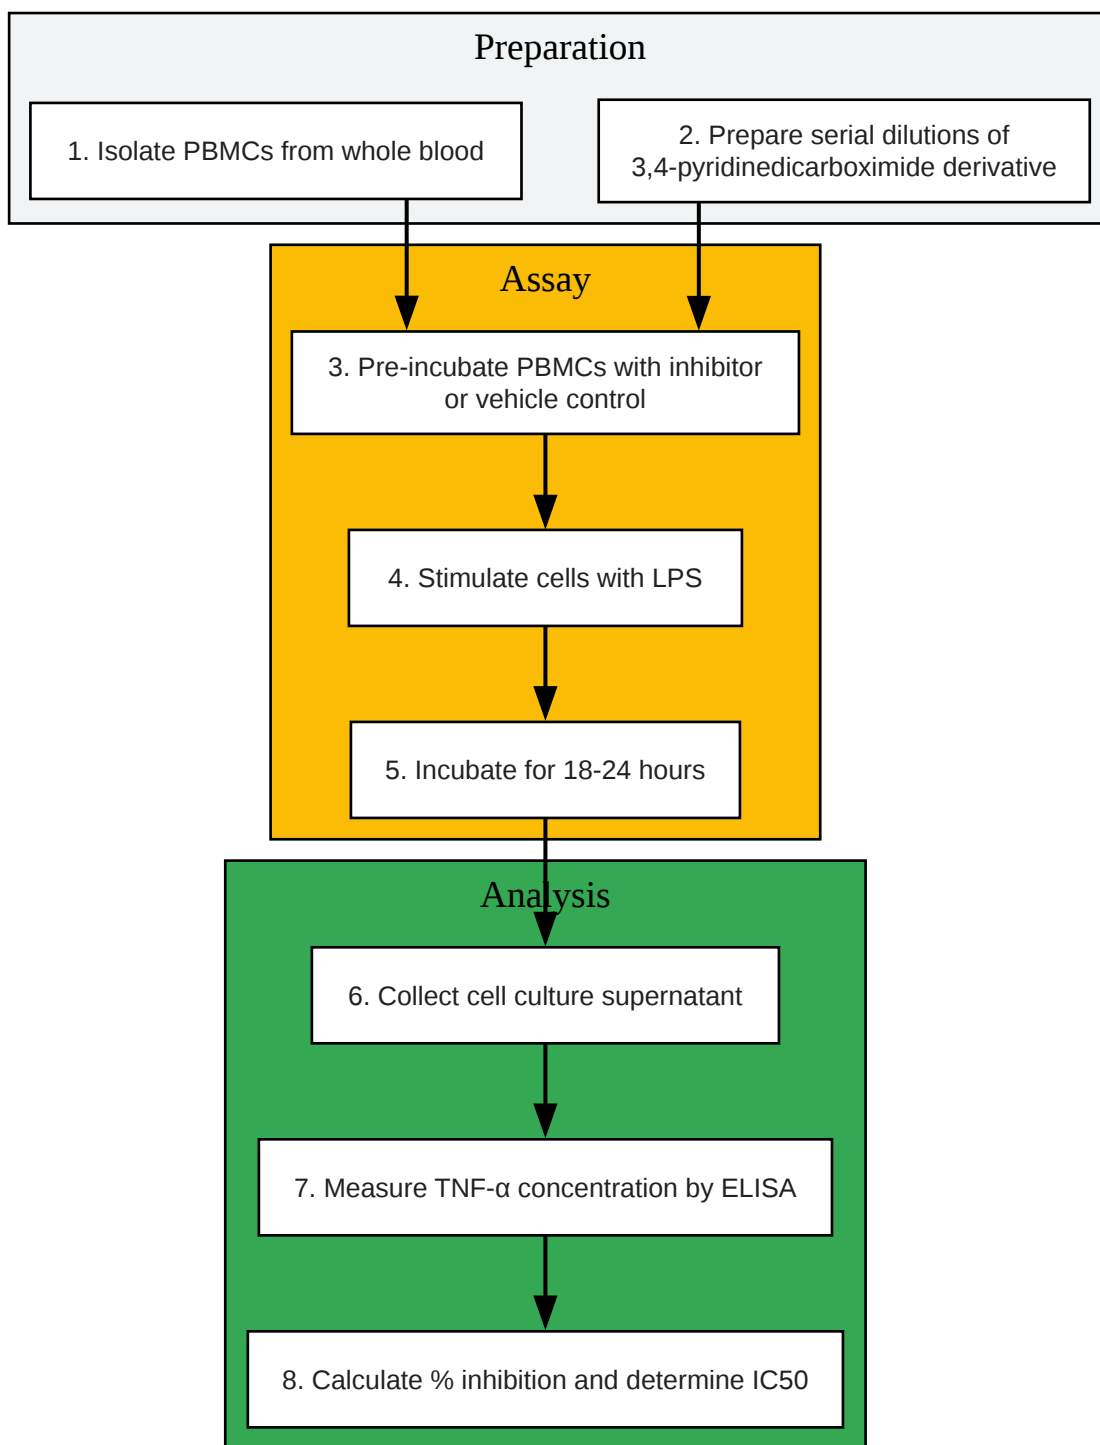 Preparation
1. Isolate PBMCs from whole blood
2. Prepare serial dilutions of
3,4-pyridinedicarboximide derivative
Assay
3. Pre-incubate PBMCs with inhibitor
or vehicle control
4. Stimulate cells with LPS
5. Incubate for 18-24 hours
Analysis
6. Collect cell culture supernatant
7. Measure TNF-α concentration by ELISA
8. Calculate % inhibition and determine IC50